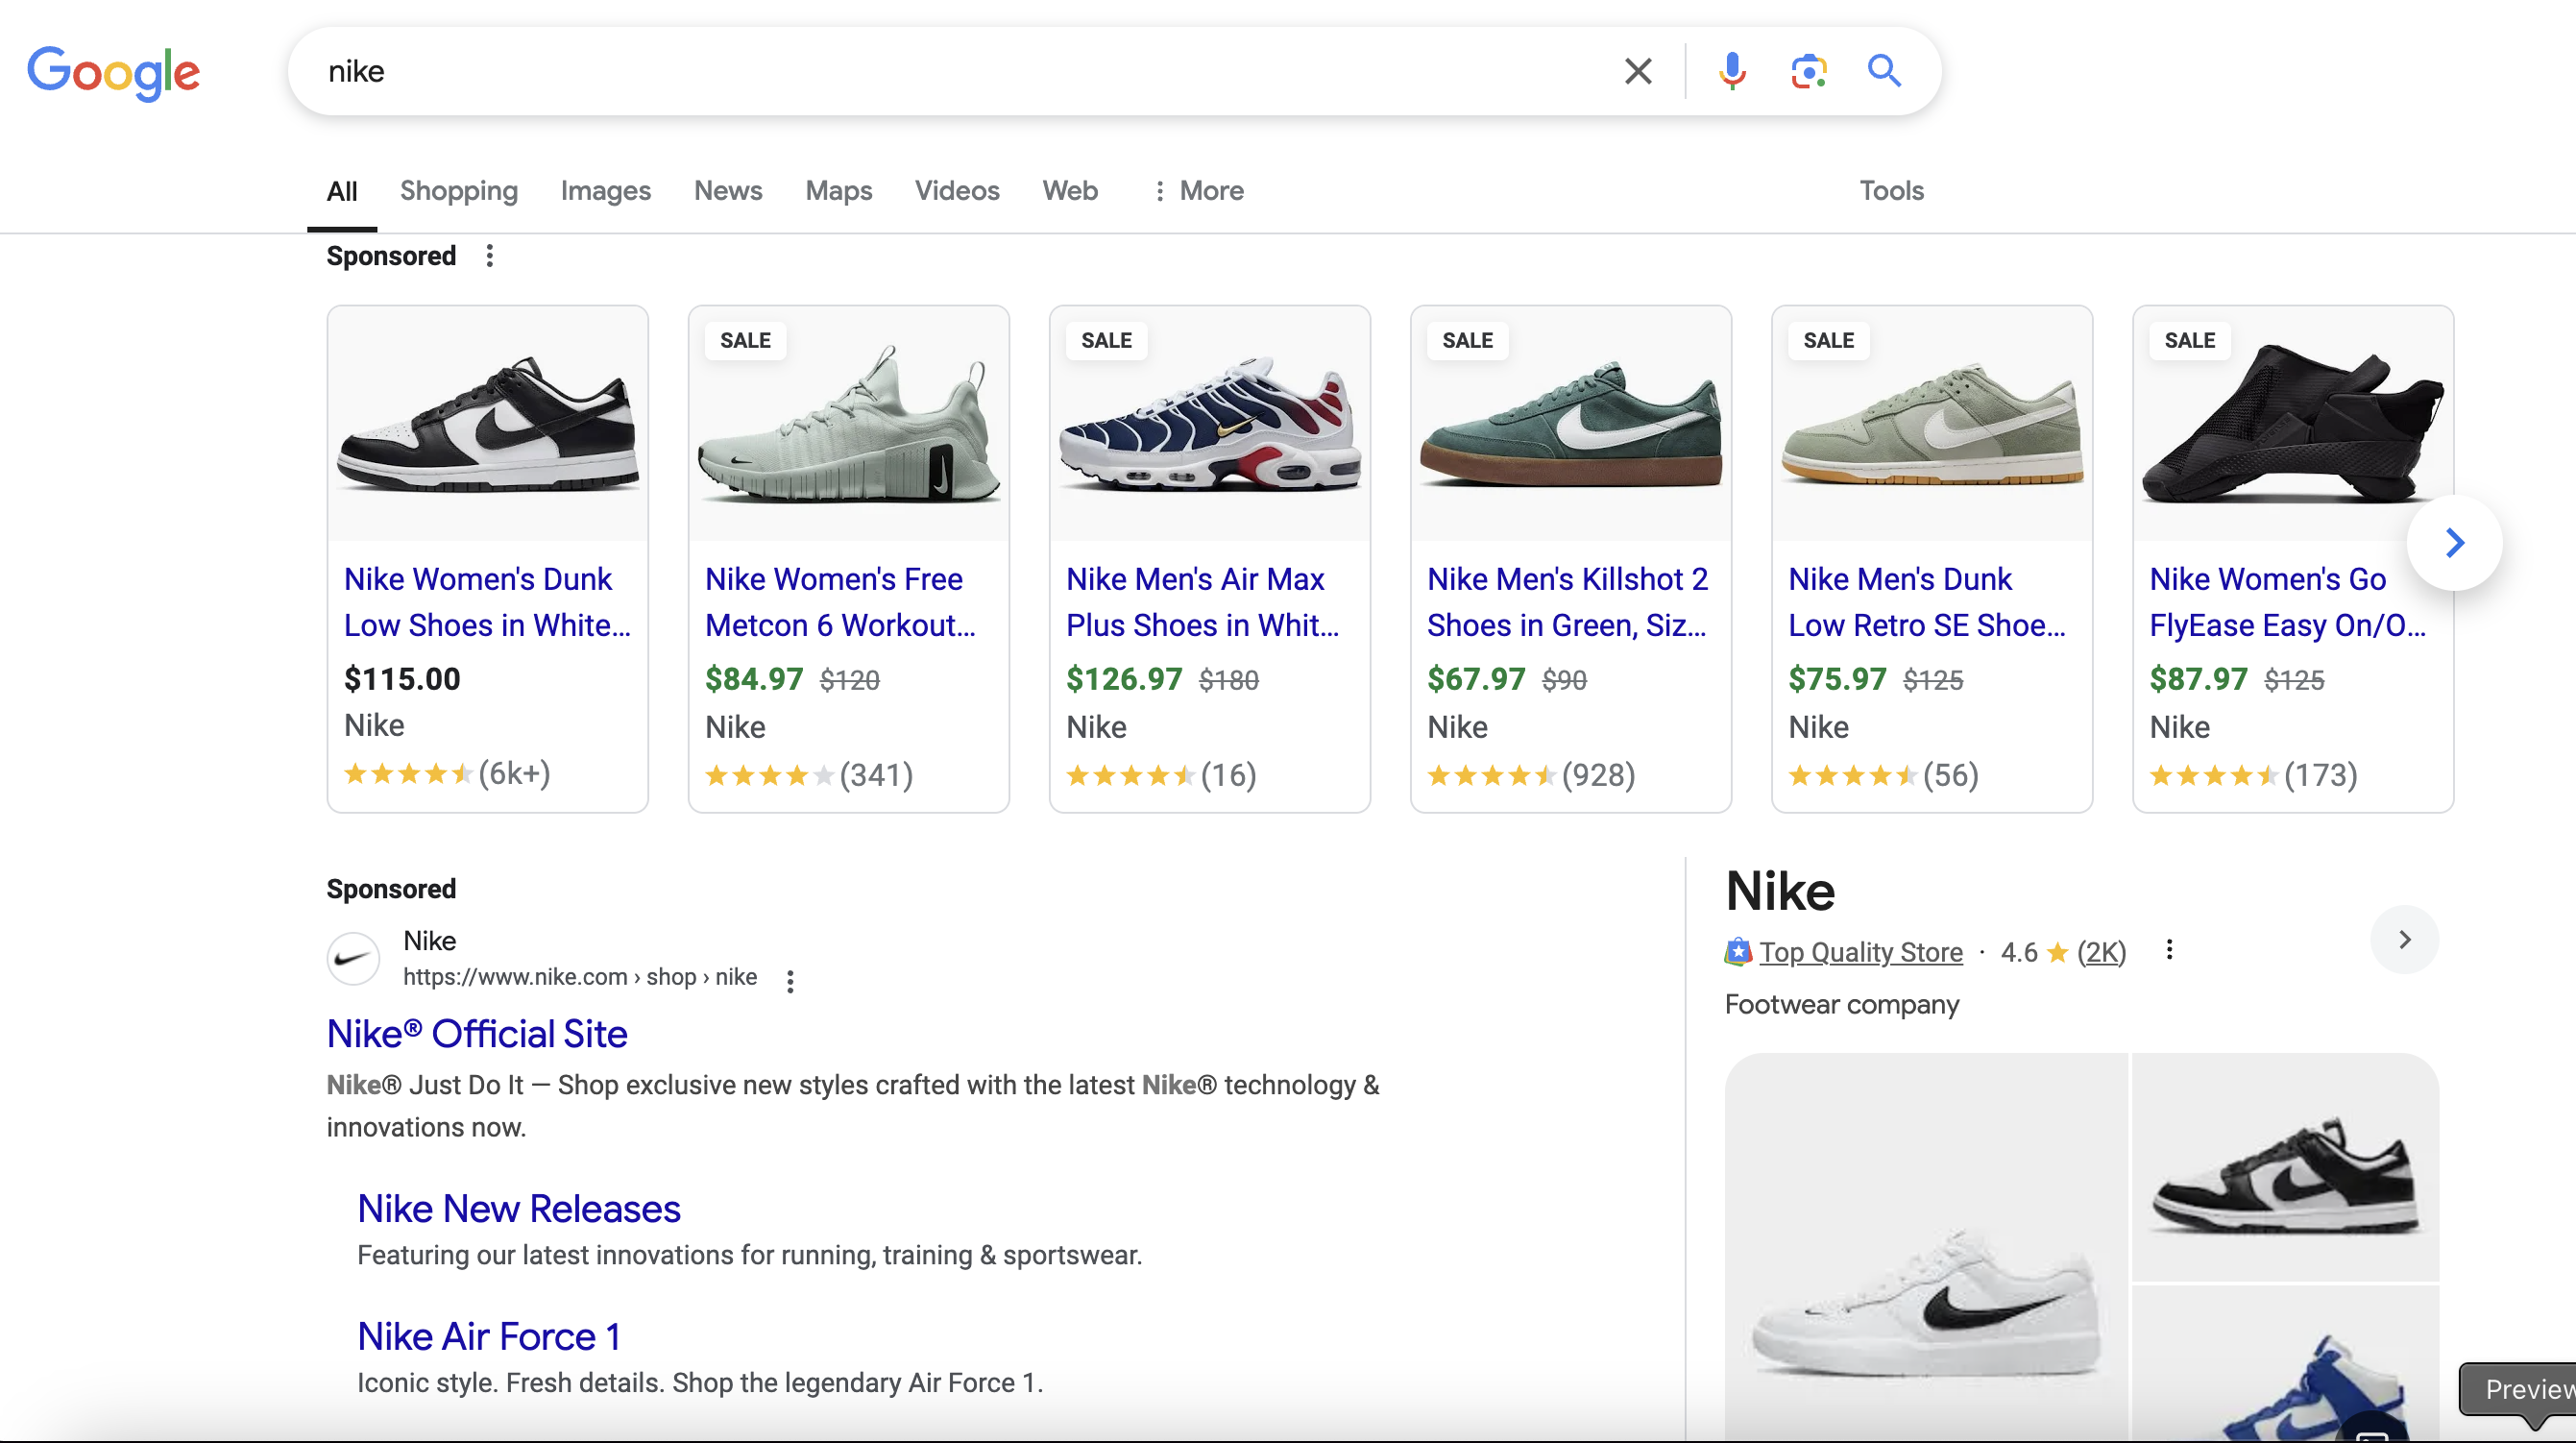 Google
nike
All
Shopping
Images
News
Maps
Videos
Web
More
Tools
Sponsored
Nike Women's Dunk
Low Shoes in White...
$115.00
Nike
(6k+)
SALE
Nike Women's Free
Metcon 6 Workout...
$84.97 $120
Nike
(341)
SALE
Nike Men's Air Max
Plus Shoes in Whit...
$126.97 $180
Nike
(16)
SALE
Nike Men's Killshot 2
Shoes in Green, Siz...
$67.97 $90
Nike
(928)
SALE
Nike Men's Dunk
Low Retro SE Shoe...
$75.97 $125
Nike
(56)
SALE
Nike Women's Go
FlyEase Easy On/O...
$87.97 $125
Nike
(173)
Sponsored
Nike
https://www.nike.com › shop › nike
Nike® Official Site
Nike® Just Do It — Shop exclusive new styles crafted with the latest Nike® technology &
innovations now.
Nike New Releases
Featuring our latest innovations for running, training & sportswear.
Nike Air Force 1
Iconic style. Fresh details. Shop the legendary Air Force 1.
Nike
Top Quality Store · 4.6 ★ (2K)
Footwear company
Preview